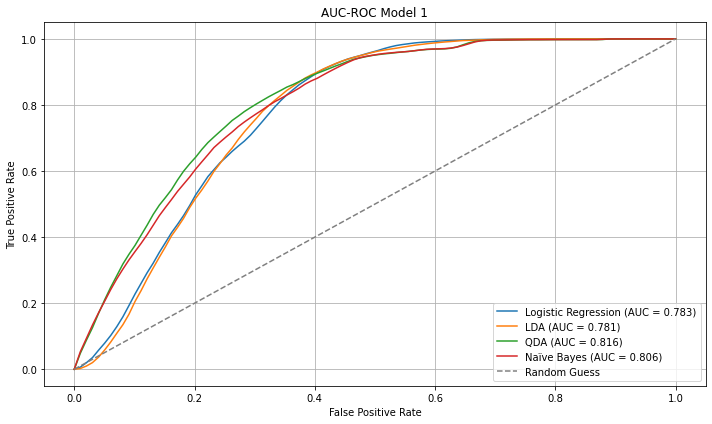 AUC-ROC Model 1
True Positive Rate
1.0
0.8
0.6
0.4
0.2
0.0
Logistic Regression (AUC = 0.783)
LDA (AUC = 0.781)
QDA (AUC = 0.816)
Naïve Bayes (AUC = 0.806)
Random Guess
0.0 0.2 0.4 0.6 0.8 1.0
False Positive Rate